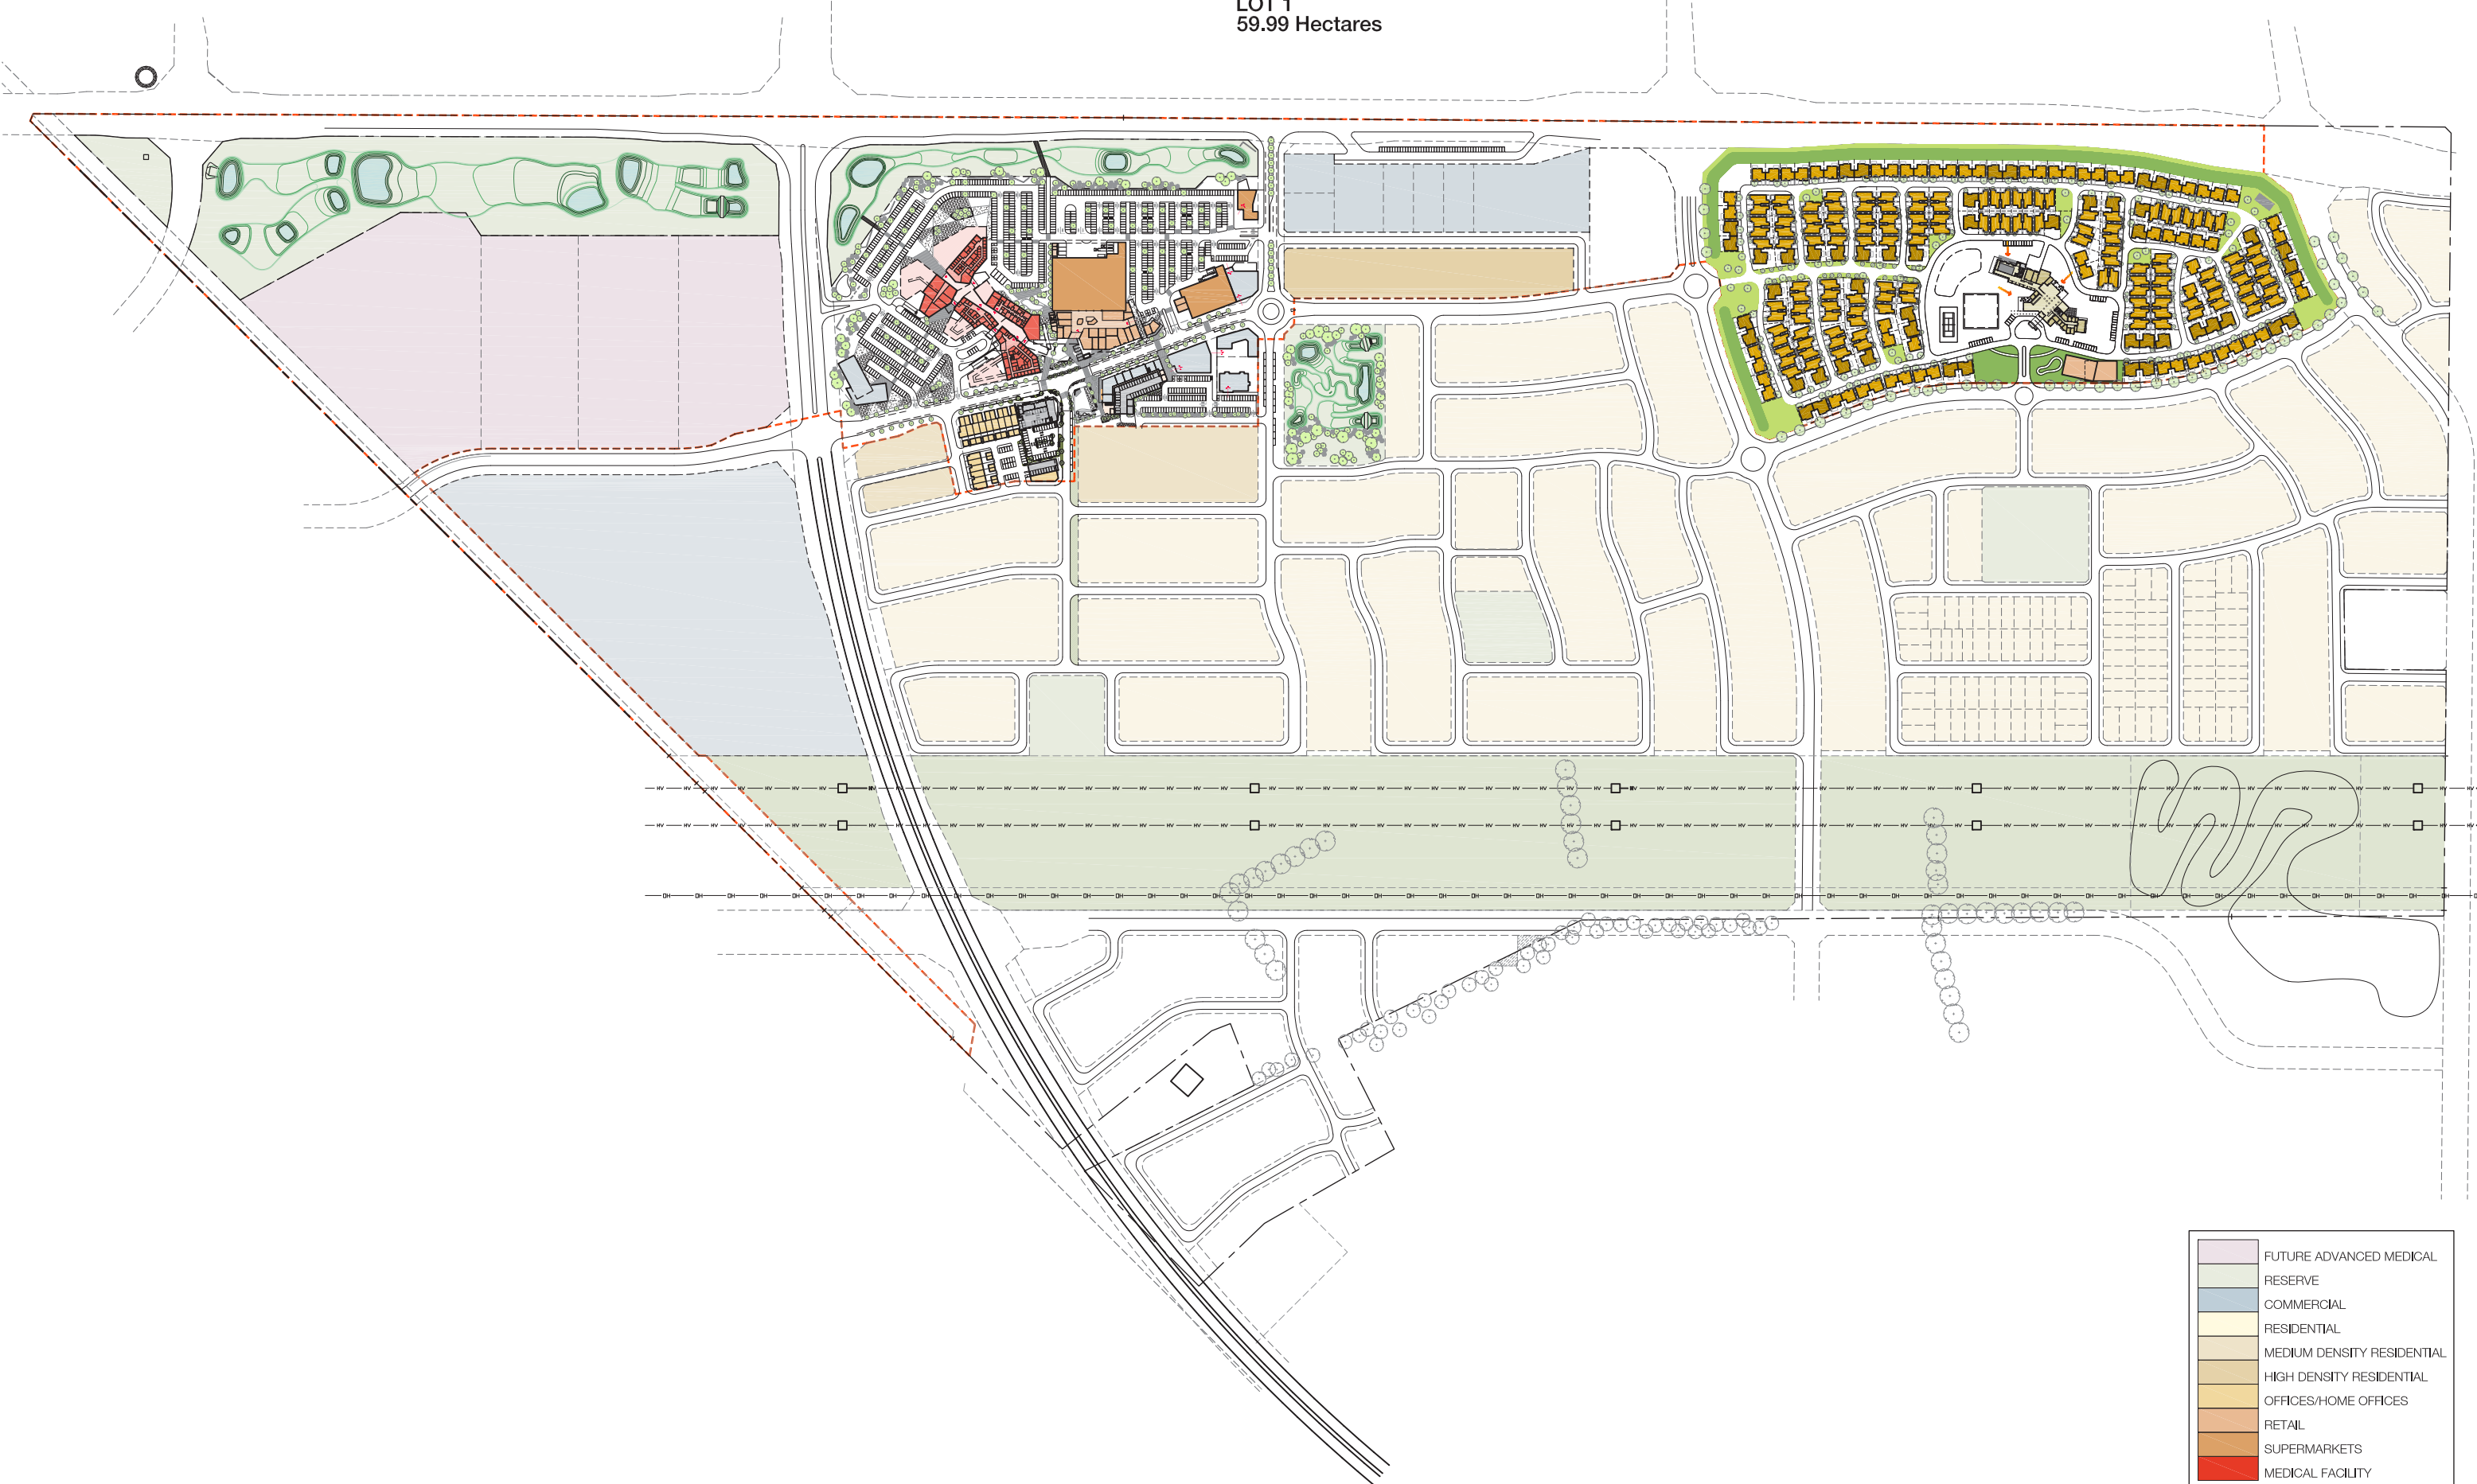 LOT 1
59.99 Hectares
FUTURE ADVANCED MEDICAL
RESERVE
COMMERCIAL
RESIDENTIAL
MEDIUM DENSITY RESIDENTIAL
HIGH DENSITY RESIDENTIAL
OFFICES/HOME OFFICES
RETAIL
SUPERMARKETS
MEDICAL FACILITY